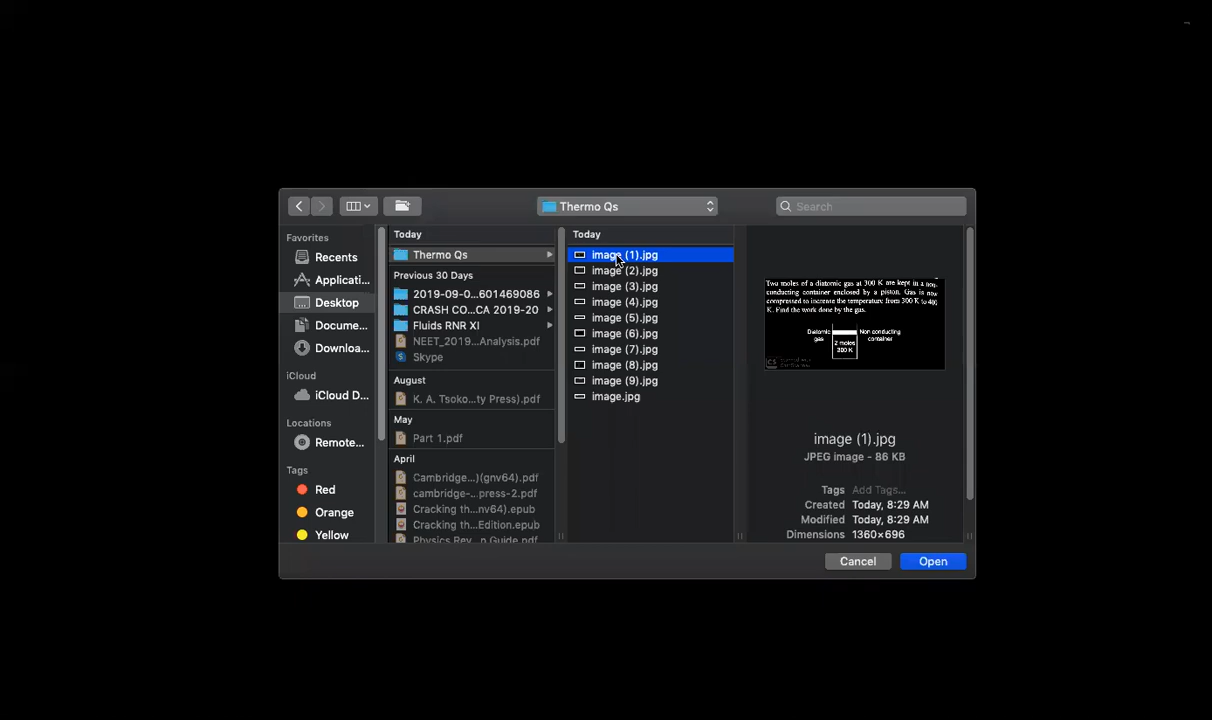 Thermo Qs
Search
Favorites
Recents
Applicati...
Desktop
Docume...
Downloa...
iCloud
iCloud D...
Locations
Remote...
Tags
Red
Orange
Yellow
Today
Thermo Qs
Previous 30 Days
2019-09-0...601469086
CRASH CO...CA 2019-20
Fluids RNR XI
NEET_2019...Analysis.pdf
Skype
August
K. A. Tsoko...ty Press).pdf
May
Part 1.pdf
April
Cambridge...)(gnv64).pdf
cambridge-...press-2.pdf
Cracking th...nv64).epub
Cracking th...Edition.epub
Physics Rev...n Guide.pdf
Today
image (1).jpg
image (2).jpg
image (3).jpg
image (4).jpg
image (5).jpg
image (6).jpg
image (7).jpg
image (8).jpg
image (9).jpg
image.jpg
Two moles of a diatomic gas at 300 K are kept in a non
conducting container enclosed by a piston. Gas is now
compressed to increase the temperature from 300 K to 400
K. Find the work done by the gas.
Diatomic
gas
2 moles
300 K
Non conducting
container
CS
image (1).jpg
JPEG image - 86 KB
Tags Add Tags...
Created Today, 8:29 AM
Modified Today, 8:29 AM
Dimensions 1360×696
Cancel
Open